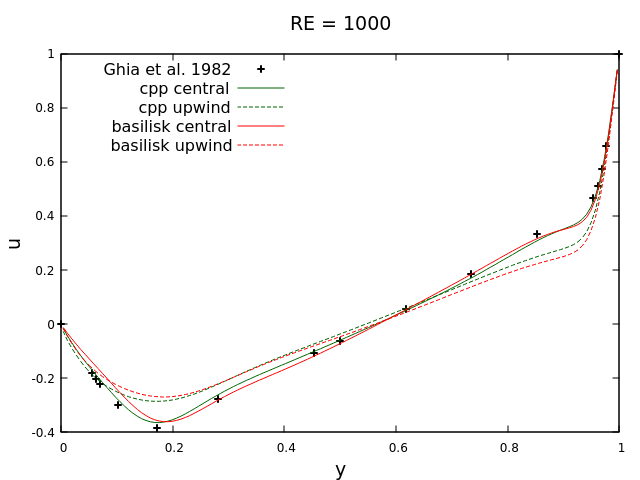 RE = 1000
Ghia et al. 1982
cpp central
cpp upwind
basilisk central
basilisk upwind
1
0.8
0.6
0.4
0.2
0
-0.2
-0.4
u
0 0.2 0.4 0.6 0.8 1
y